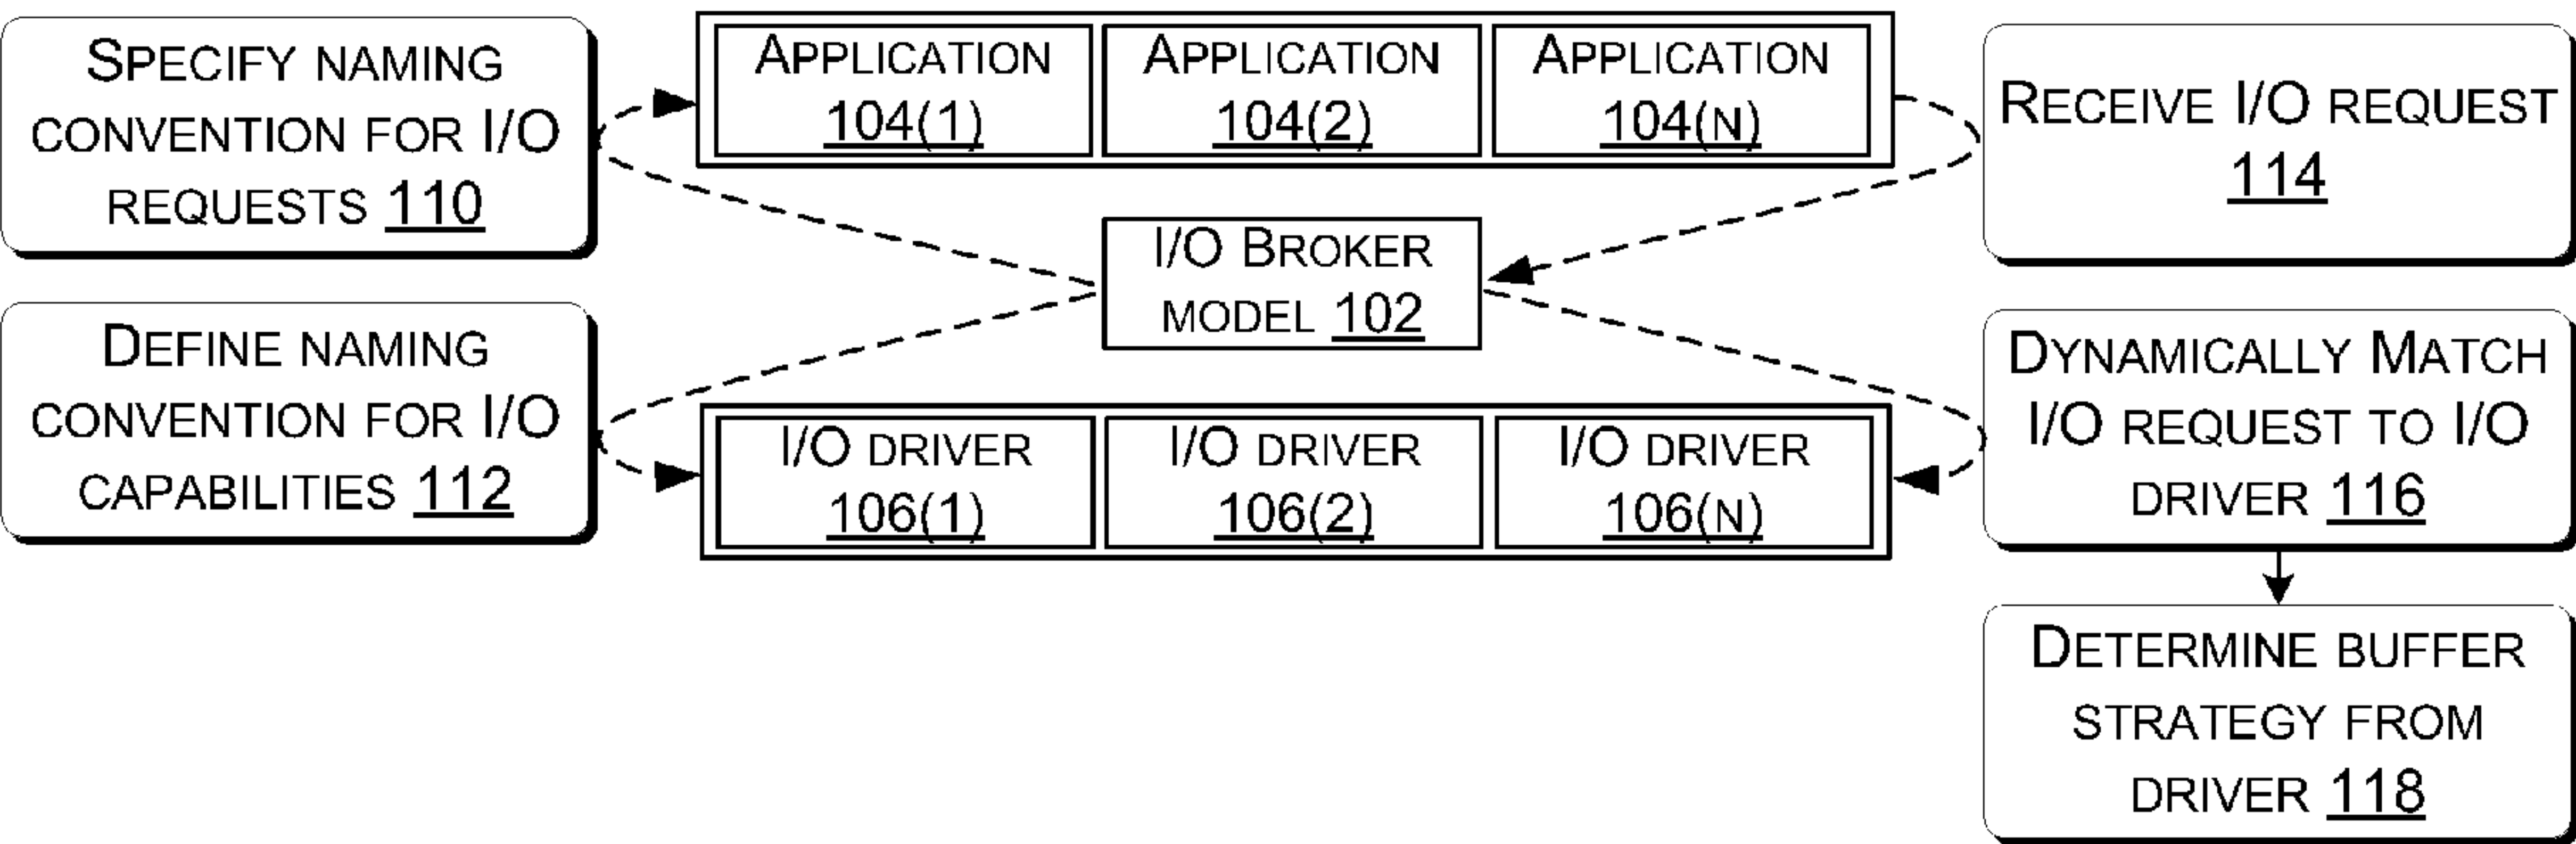 SPECIFY NAMING
CONVENTION FOR I/O
REQUESTS 110
APPLICATION
104(1)
APPLICATION
104(2)
APPLICATION
104(N)
RECEIVE I/O REQUEST
114
I/O BROKER
MODEL 102
DEFINE NAMING
CONVENTION FOR I/O
CAPABILITIES 112
I/O DRIVER
106(1)
I/O DRIVER
106(2)
I/O DRIVER
106(N)
DYNAMICALLY MATCH
I/O REQUEST TO I/O
DRIVER 116
DETERMINE BUFFER
STRATEGY FROM
DRIVER 118